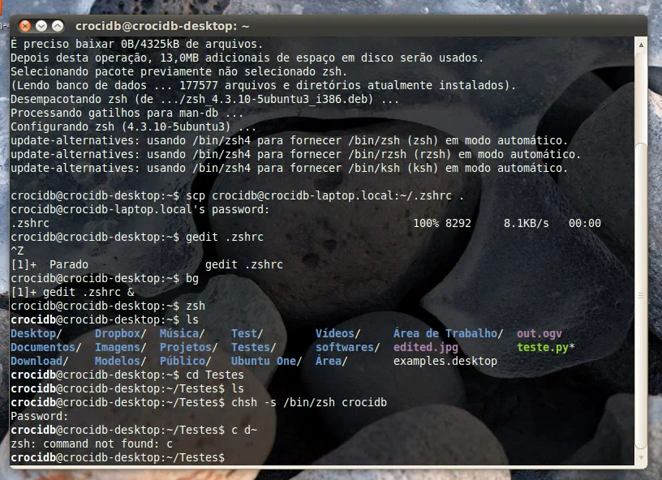 crocidb@crocidb-desktop: ~
É preciso baixar 0B/4325kB de arquivos.
Depois desta operação, 13,0MB adicionais de espaço em disco serão usados.
Selecionando pacote previamente não selecionado zsh.
(Lendo banco de dados ... 177577 arquivos e diretórios atualmente instalados).
Desempacotando zsh (de .../zsh_4.3.10-5ubuntu3_i386.deb) ...
Processando gatilhos para man-db ...
Configurando zsh (4.3.10-5ubuntu3) ...
update-alternatives: usando /bin/zsh4 para fornecer /bin/zsh (zsh) em modo automático.
update-alternatives: usando /bin/zsh4 para fornecer /bin/rzsh (rzsh) em modo automático.
update-alternatives: usando /bin/zsh4 para fornecer /bin/ksh (ksh) em modo automático.
crocidb@crocidb-desktop:~$ scp crocidb@crocidb-laptop.local:~/.zshrc .
crocidb@crocidb-laptop.local's password:
.zshrc 100% 8292 8.1KB/s 00:00
crocidb@crocidb-desktop:~$ gedit .zshrc
^Z
[1]+ Parado gedit .zshrc
crocidb@crocidb-desktop:~$ bg
[1]+ gedit .zshrc &
crocidb@crocidb-desktop:~$ zsh
crocidb@crocidb-desktop:~$ ls
Desktop/ Dropbox/ Música/ Test/ Vídeos/ Área de Trabalho/ out.ogv
Documentos/ Imagens/ Projetos/ Testes/ softwares/ edited.jpg teste.py*
Download/ Modelos/ Público/ Ubuntu One/ Área/ examples.desktop
crocidb@crocidb-desktop:~$ cd Testes
crocidb@crocidb-desktop:~/Testes$ ls
crocidb@crocidb-desktop:~/Testes$ chsh -s /bin/zsh crocidb
Password:
crocidb@crocidb-desktop:~/Testes$ c d~
zsh: command not found: c
crocidb@crocidb-desktop:~/Testes$